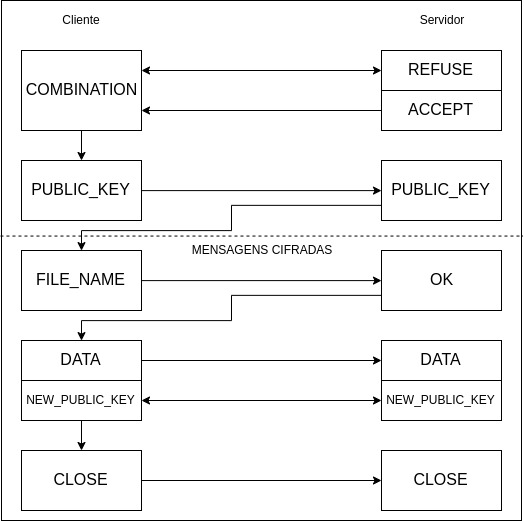 Cliente
Servidor
COMBINATION
REFUSE
ACCEPT
PUBLIC_KEY
PUBLIC_KEY
MENSAGENS CIFRADAS
FILE_NAME
OK
DATA
DATA
NEW_PUBLIC_KEY
NEW_PUBLIC_KEY
CLOSE
CLOSE